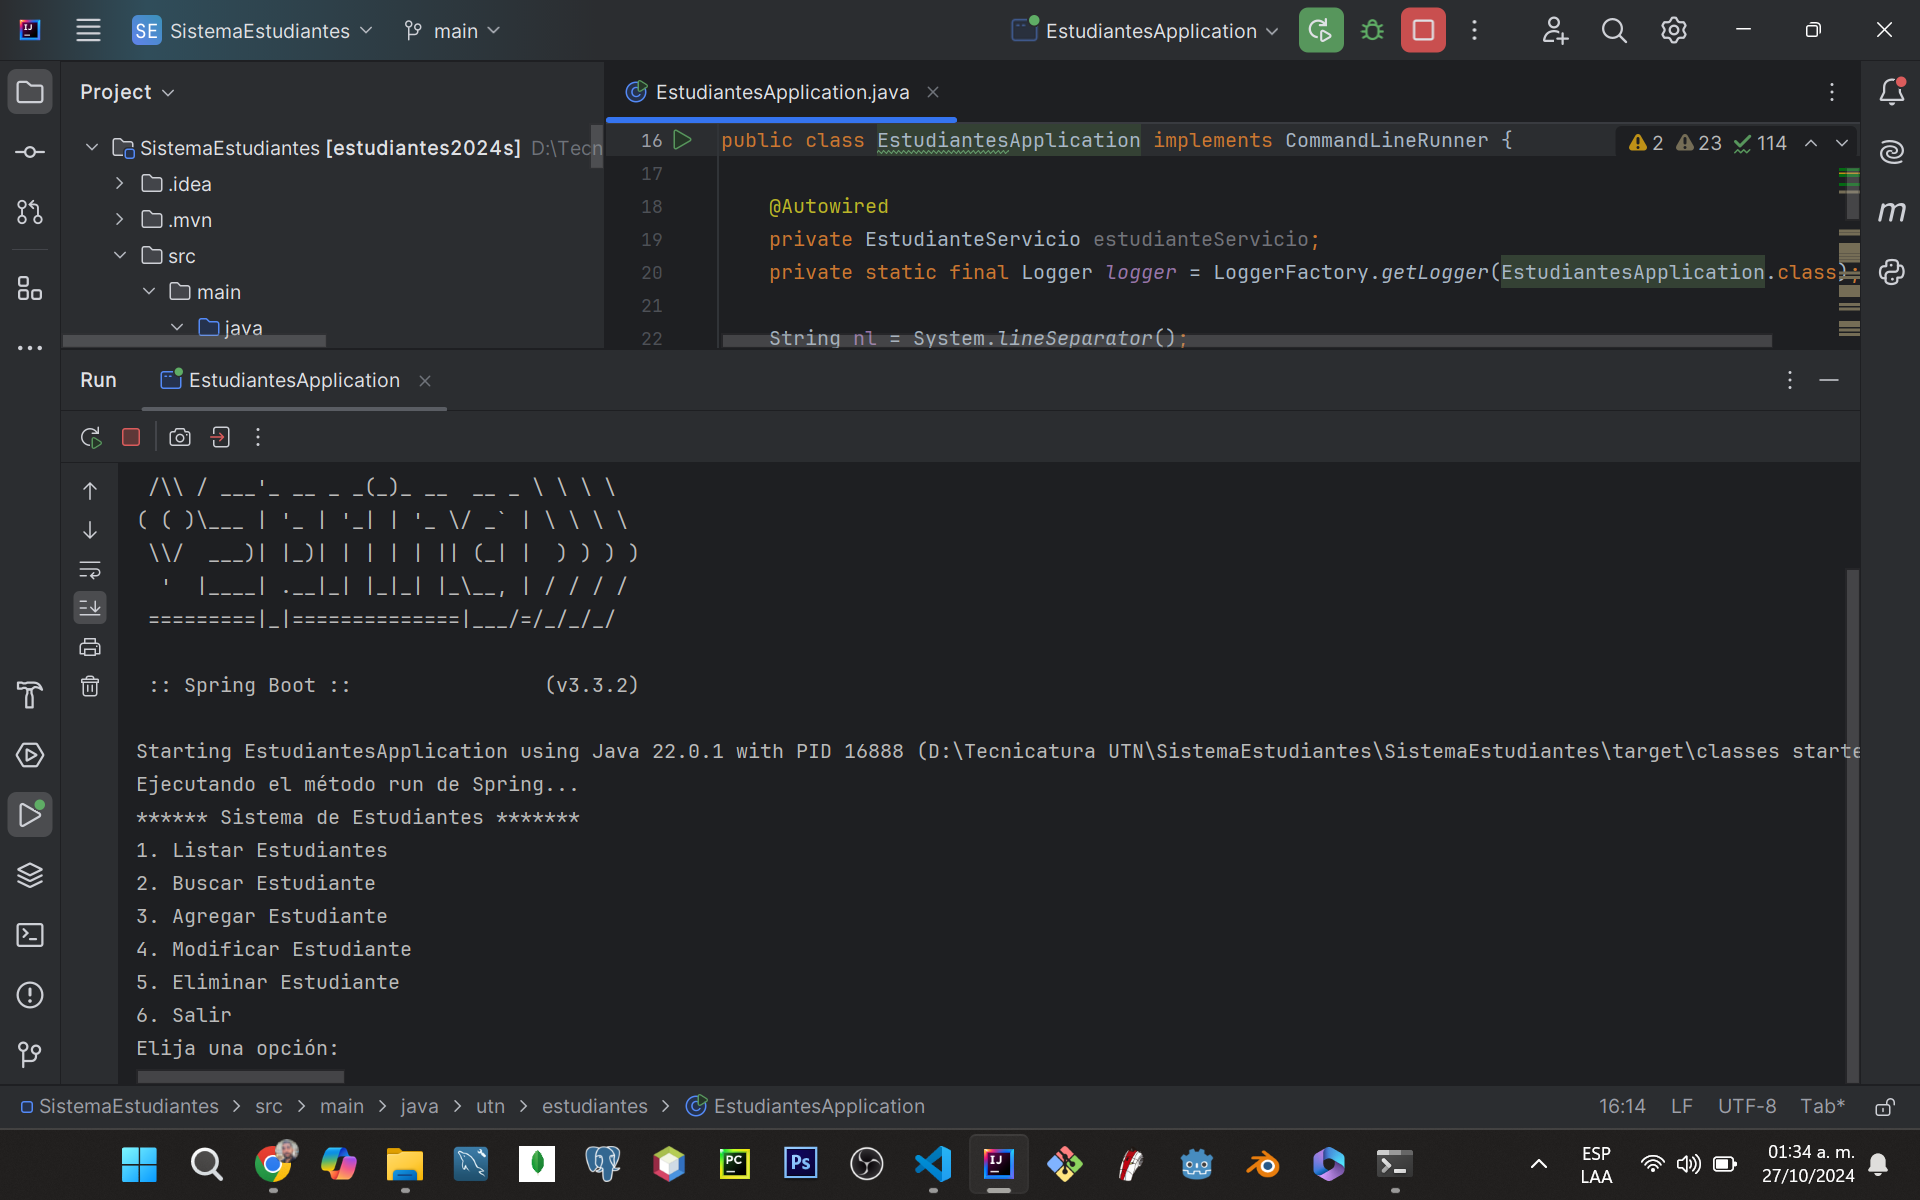 SE SistemaEstudiantes main EstudiantesApplication
Project
EstudiantesApplication.java
SistemaEstudiantes [estudiantes2024s] D:\Tecn
.idea
.mvn
src
main
java
16 public class EstudiantesApplication implements CommandLineRunner {
2 23 114
17
18 @Autowired
19 private EstudianteServicio estudianteServicio;
20 private static final Logger logger = LoggerFactory.getLogger(EstudiantesApplication.class);
21
22 String nl = System.lineSeparator();
Run EstudiantesApplication
 /\\ / ___'_ __ _ _(_)_ __  __ _ \ \ \ \
( ( )\___ | '_ | '_| | '_ \/ _` | \ \ \ \
 \\/  ___)| |_)| | | | | || (_| |  ) ) ) )
  '  |____| .__|_| |_|_| |_\__, | / / / /
 =========|_|==============|___/=/_/_/_/
:: Spring Boot :: (v3.3.2)
Starting EstudiantesApplication using Java 22.0.1 with PID 16888 (D:\Tecnicatura UTN\SistemaEstudiantes\SistemaEstudiantes\target\classes starte
Ejecutando el método run de Spring...
****** Sistema de Estudiantes *******
1. Listar Estudiantes
2. Buscar Estudiante
3. Agregar Estudiante
4. Modificar Estudiante
5. Eliminar Estudiante
6. Salir
Elija una opción:
SistemaEstudiantes > src > main > java > utn > estudiantes > EstudiantesApplication
16:14 LF UTF-8 Tab*
PC
Ps
IJ
ESP
LAA
01:34 a. m.
27/10/2024